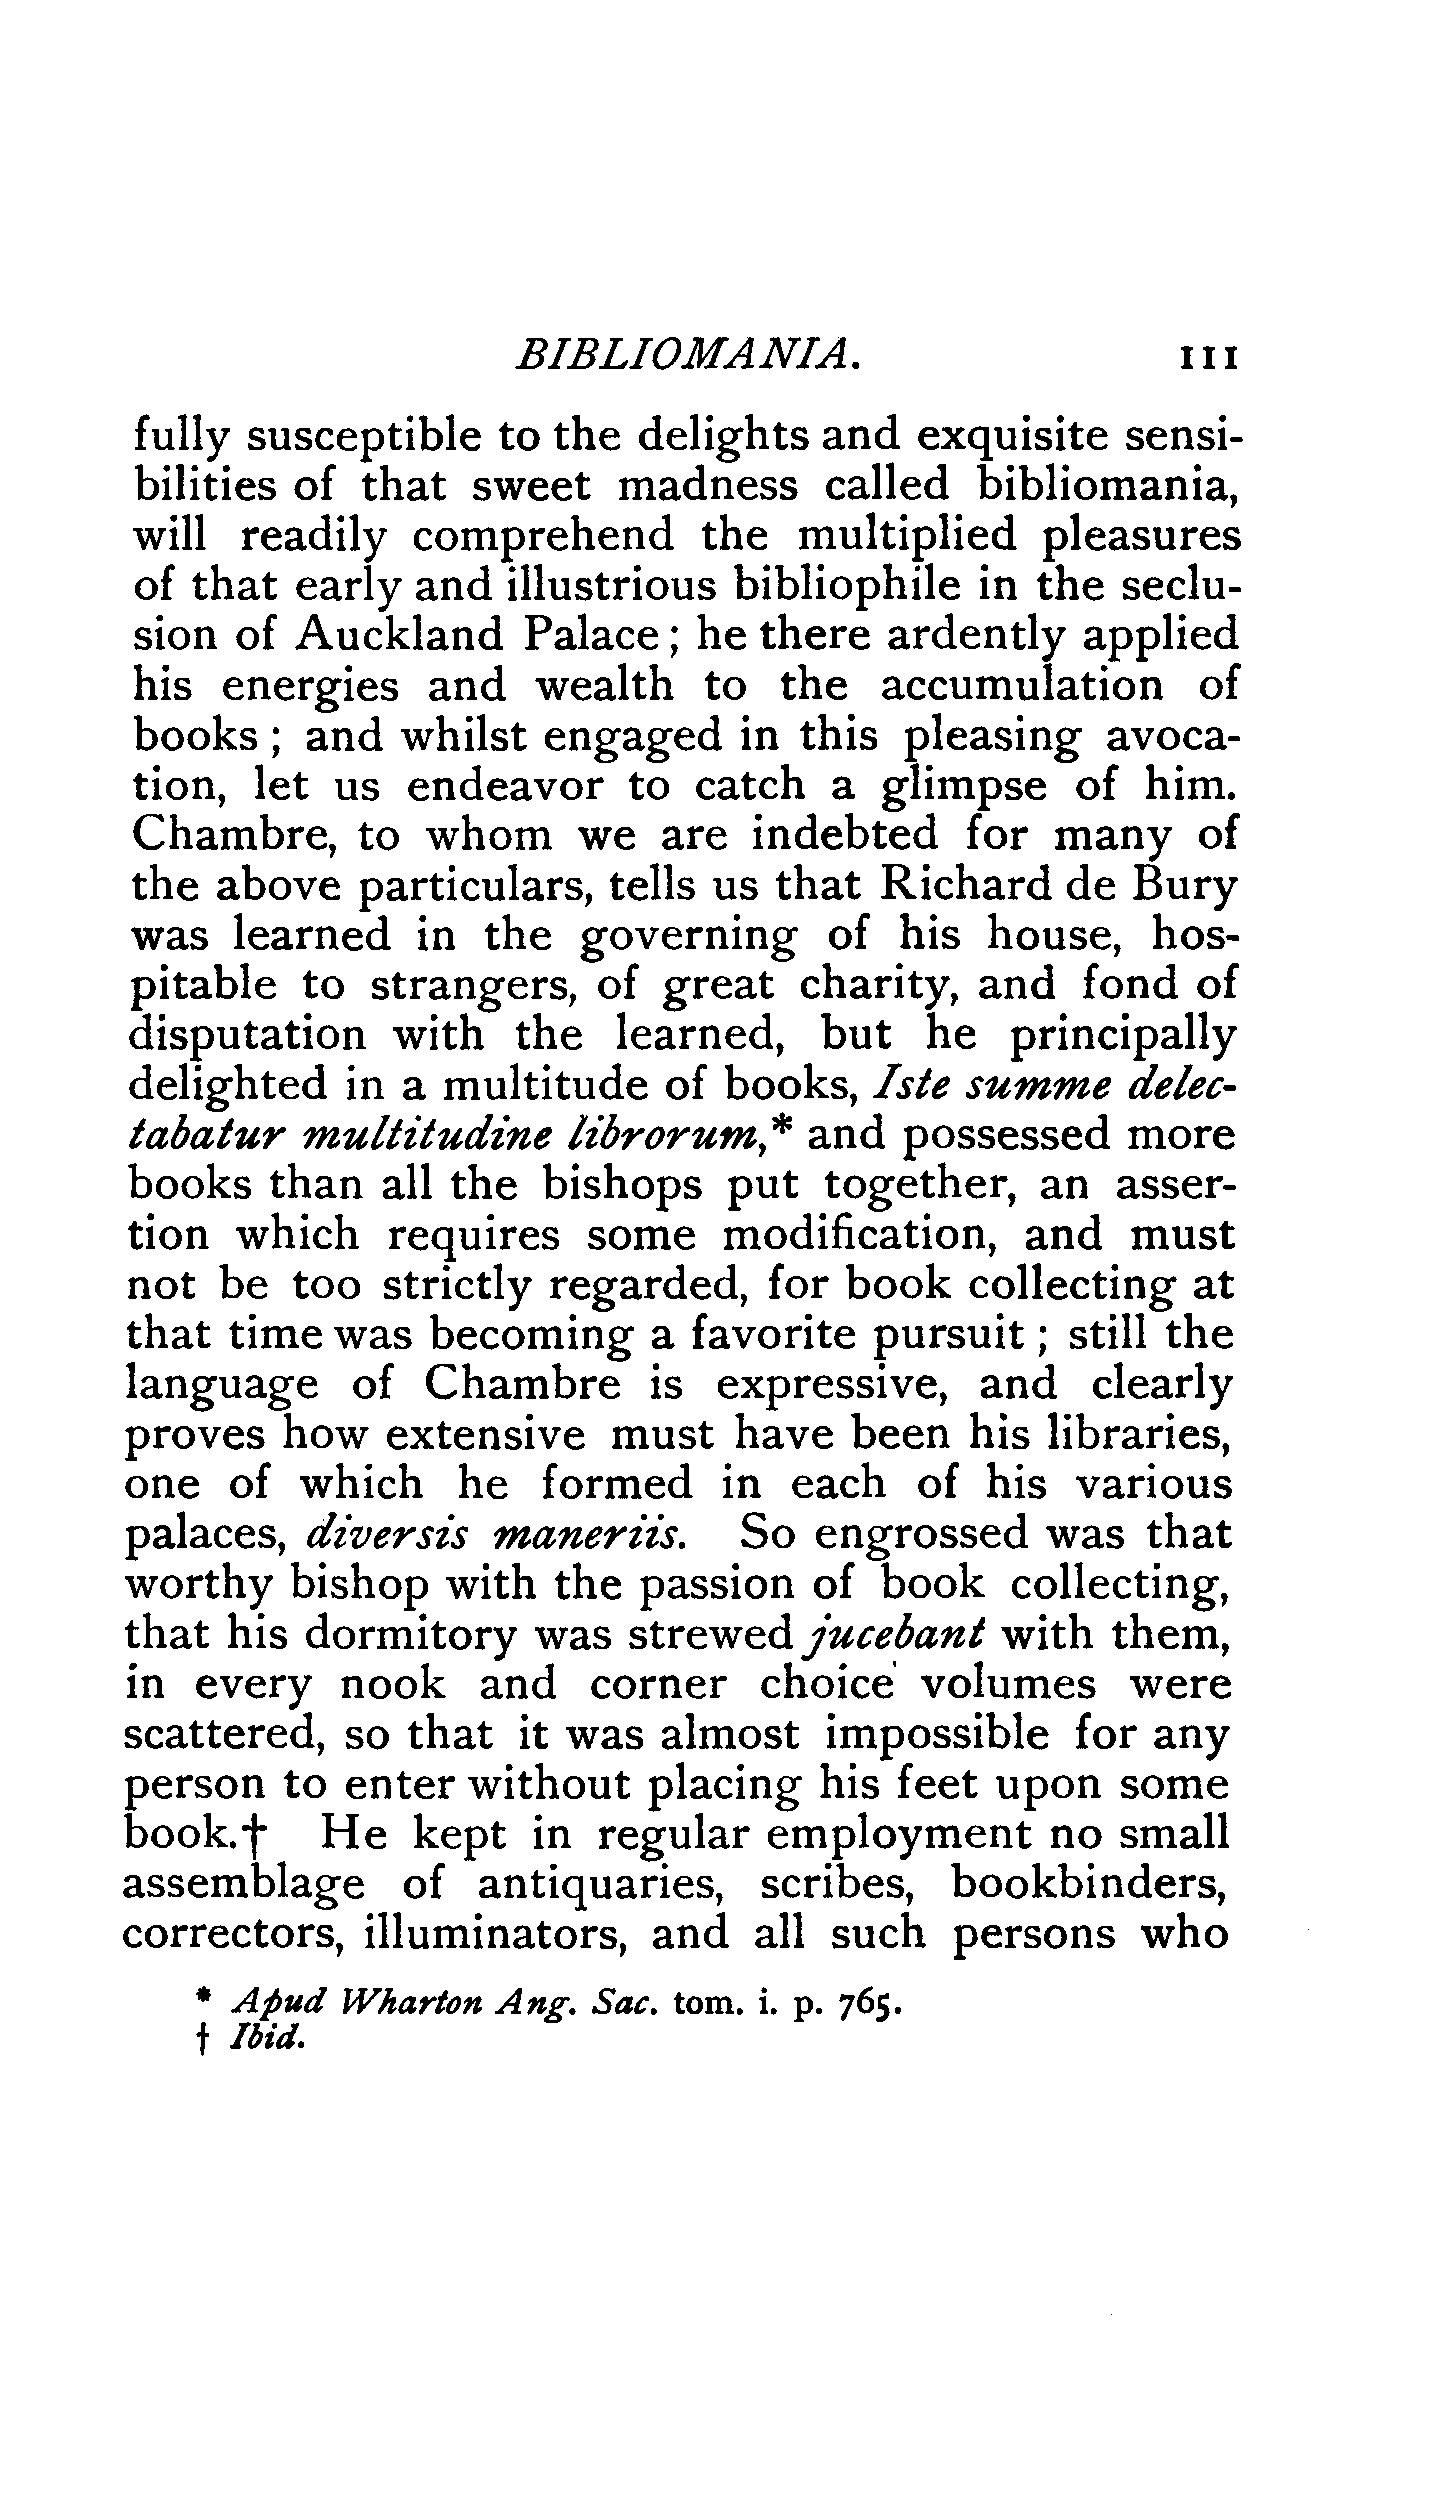 BIBLIOMANIA. 111
fully susceptible to the delights and exquisite sensi-
bilities of that sweet madness called bibliomania,
will readily comprehend the multiplied pleasures
of that early and illustrious bibliophile in the seclu-
sion of Auckland Palace ; he there ardently applied
his energies and wealth to the accumulation of
books ; and whilst engaged in this pleasing avoca-
tion, let us endeavor to catch a glimpse of him.
Chambre, to whom we are indebted for many of
the above particulars, tells us that Richard de Bury
was learned in the governing of his house, hos-
pitable to strangers, of great charity, and fond of
disputation with the learned, but he principally
delighted in a multitude of books, Iste summe delec-
tabatur multitudine librorum,* and possessed more
books than all the bishops put together, an asser-
tion which requires some modification, and must
not be too strictly regarded, for book collecting at
that time was becoming a favorite pursuit ; still the
language of Chambre is expressive, and clearly
proves how extensive must have been his libraries,
one of which he formed in each of his various
palaces, diversis maneriis. So engrossed was that
worthy bishop with the passion of book collecting,
that his dormitory was strewed jucebant with them,
in every nook and corner choice volumes were
scattered, so that it was almost impossible for any
person to enter without placing his feet upon some
book.† He kept in regular employment no small
assemblage of antiquaries, scribes, bookbinders,
correctors, illuminators, and all such persons who
* Apud Wharton Ang. Sac. tom. i. p. 765.
† Ibid.